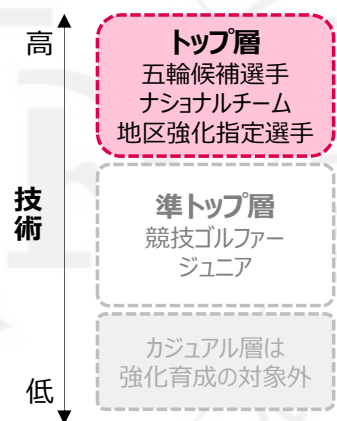 高
技術
低
トップ層
五輪候補選手
ナショナルチーム
地区強化指定選手
準トップ層
競技ゴルファー
ジュニア
カジュアル層は
強化育成の対象外